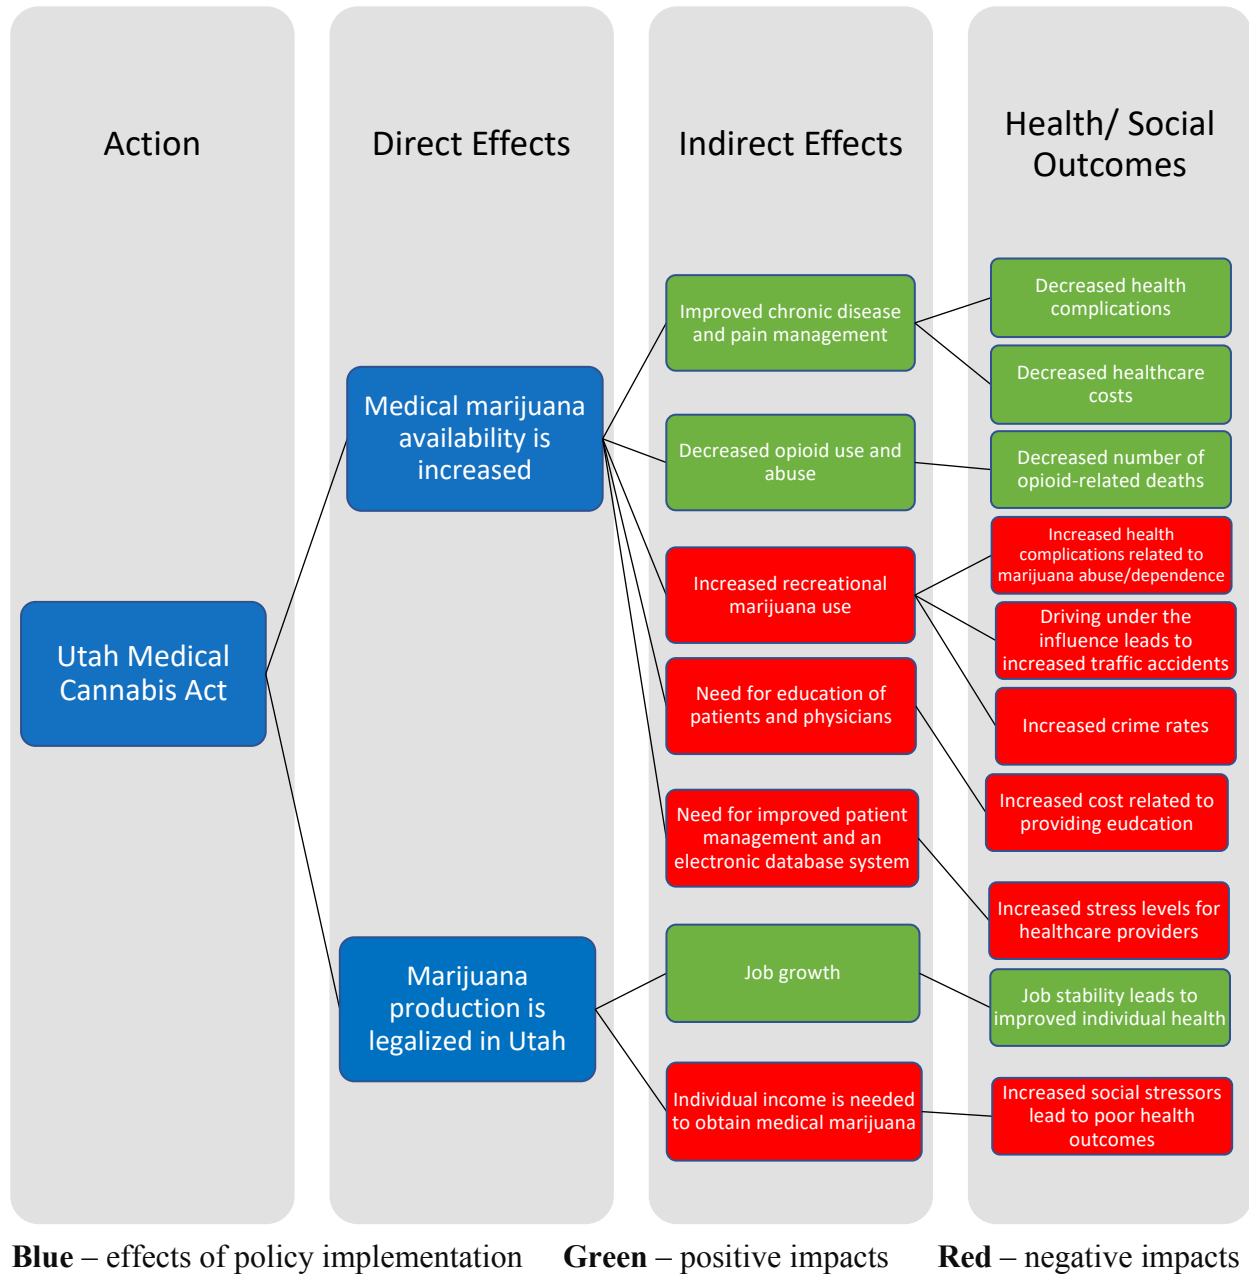 Action
Direct Effects
Indirect Effects
Health/ Social
Outcomes
Utah Medical
Cannabis Act
Medical marijuana
availability is
increased
Marijuana
production is
legalized in Utah
Improved chronic disease
and pain management
Decreased opioid use and
abuse
Increased recreational
marijuana use
Need for education of
patients and physicians
Need for improved patient
management and an
electronic database system
Job growth
Individual income is needed
to obtain medical marijuana
Decreased health
complications
Decreased healthcare
costs
Decreased number of
opioid-related deaths
Increased health
complications related to
marijuana abuse/dependence
Driving under the
influence leads to
increased traffic accidents
Increased crime rates
Increased cost related to
providing eudcation
Increased stress levels for
healthcare providers
Job stability leads to
improved individual health
Increased social stressors
lead to poor health
outcomes
Blue – effects of policy implementation Green – positive impacts Red – negative impacts